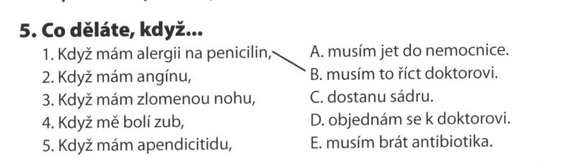 5. Co děláte, když...
1. Když mám alergii na penicilin, A. musím jet do nemocnice.
2. Když mám angínu, B. musím to říct doktorovi.
3. Když mám zlomenou nohu, C. dostanu sádru.
4. Když mě bolí zub, D. objednám se k doktorovi.
5. Když mám apendicitidu, E. musím brát antibiotika.